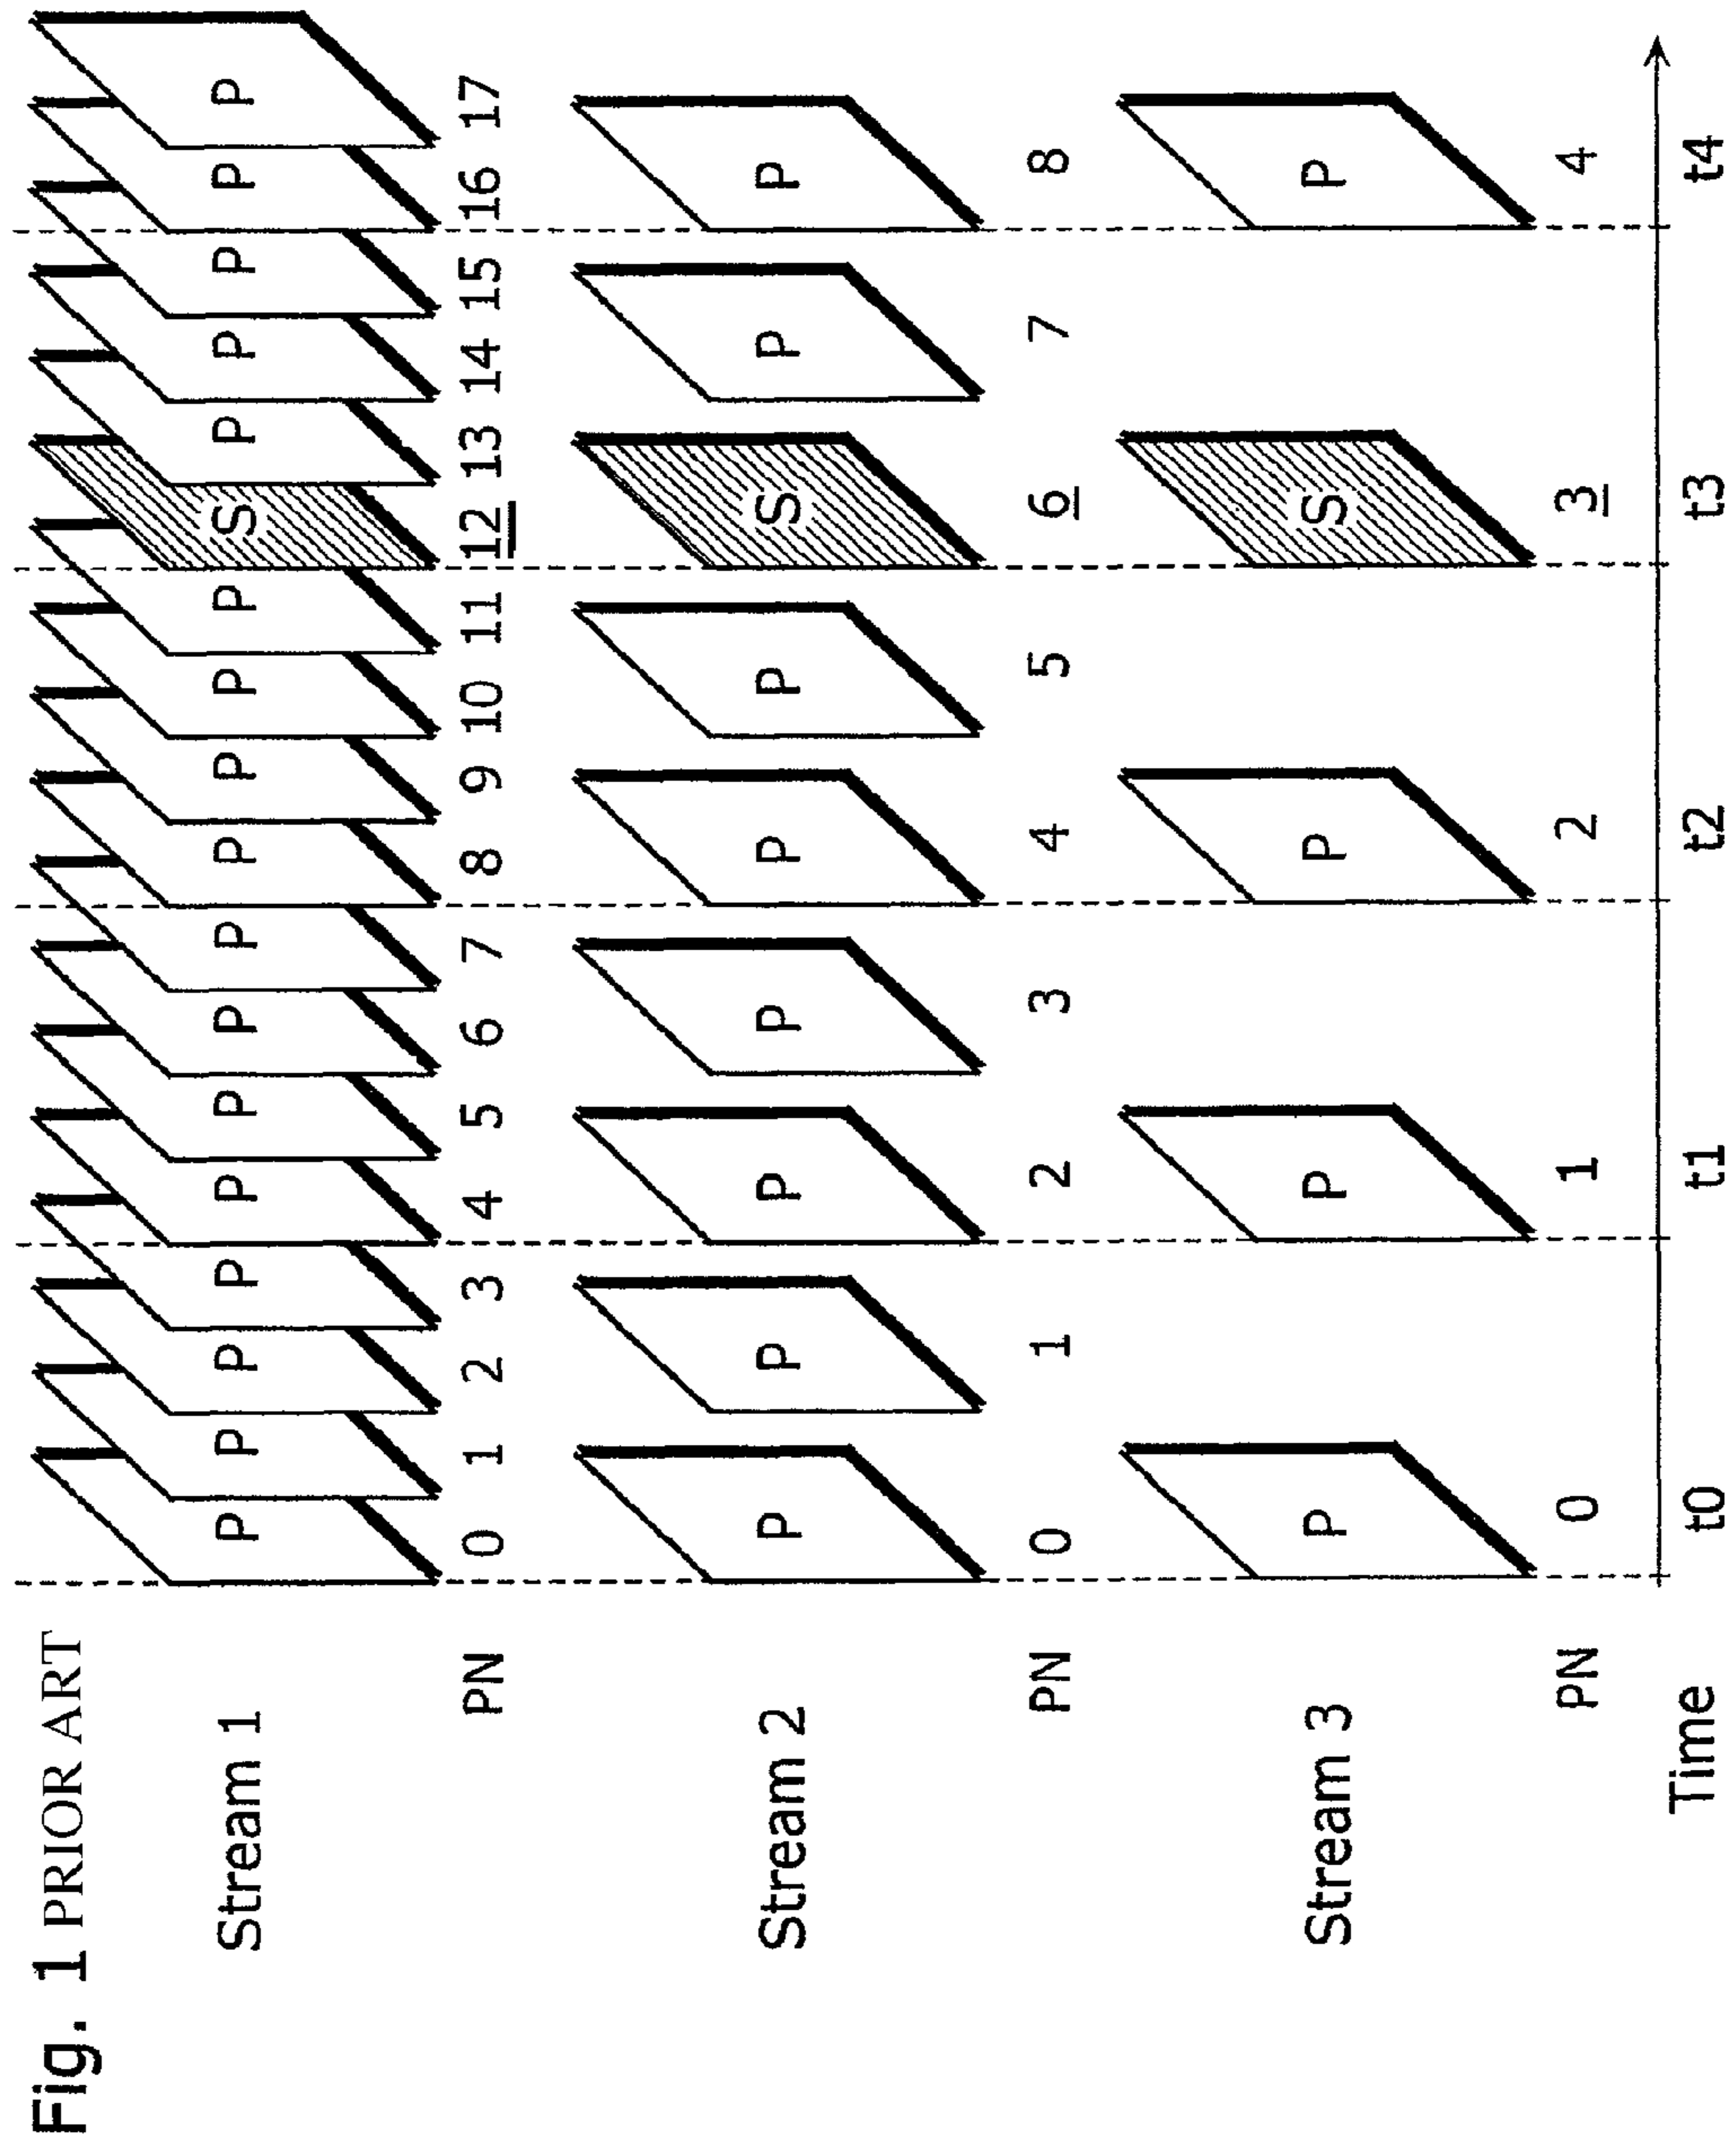 Fig. 1 PRIOR ART
Stream 1 P P P P P P P P P P P P S P P P P P
PN 0 1 2 3 4 5 6 7 8 9 10 11 12 13 14 15 16 17
Stream 2 P P P P P P S P P
PN 0 1 2 3 4 5 6 7 8
Stream 3 P P P S P
PN 0 1 2 3 4
Time t0 t1 t2 t3 t4